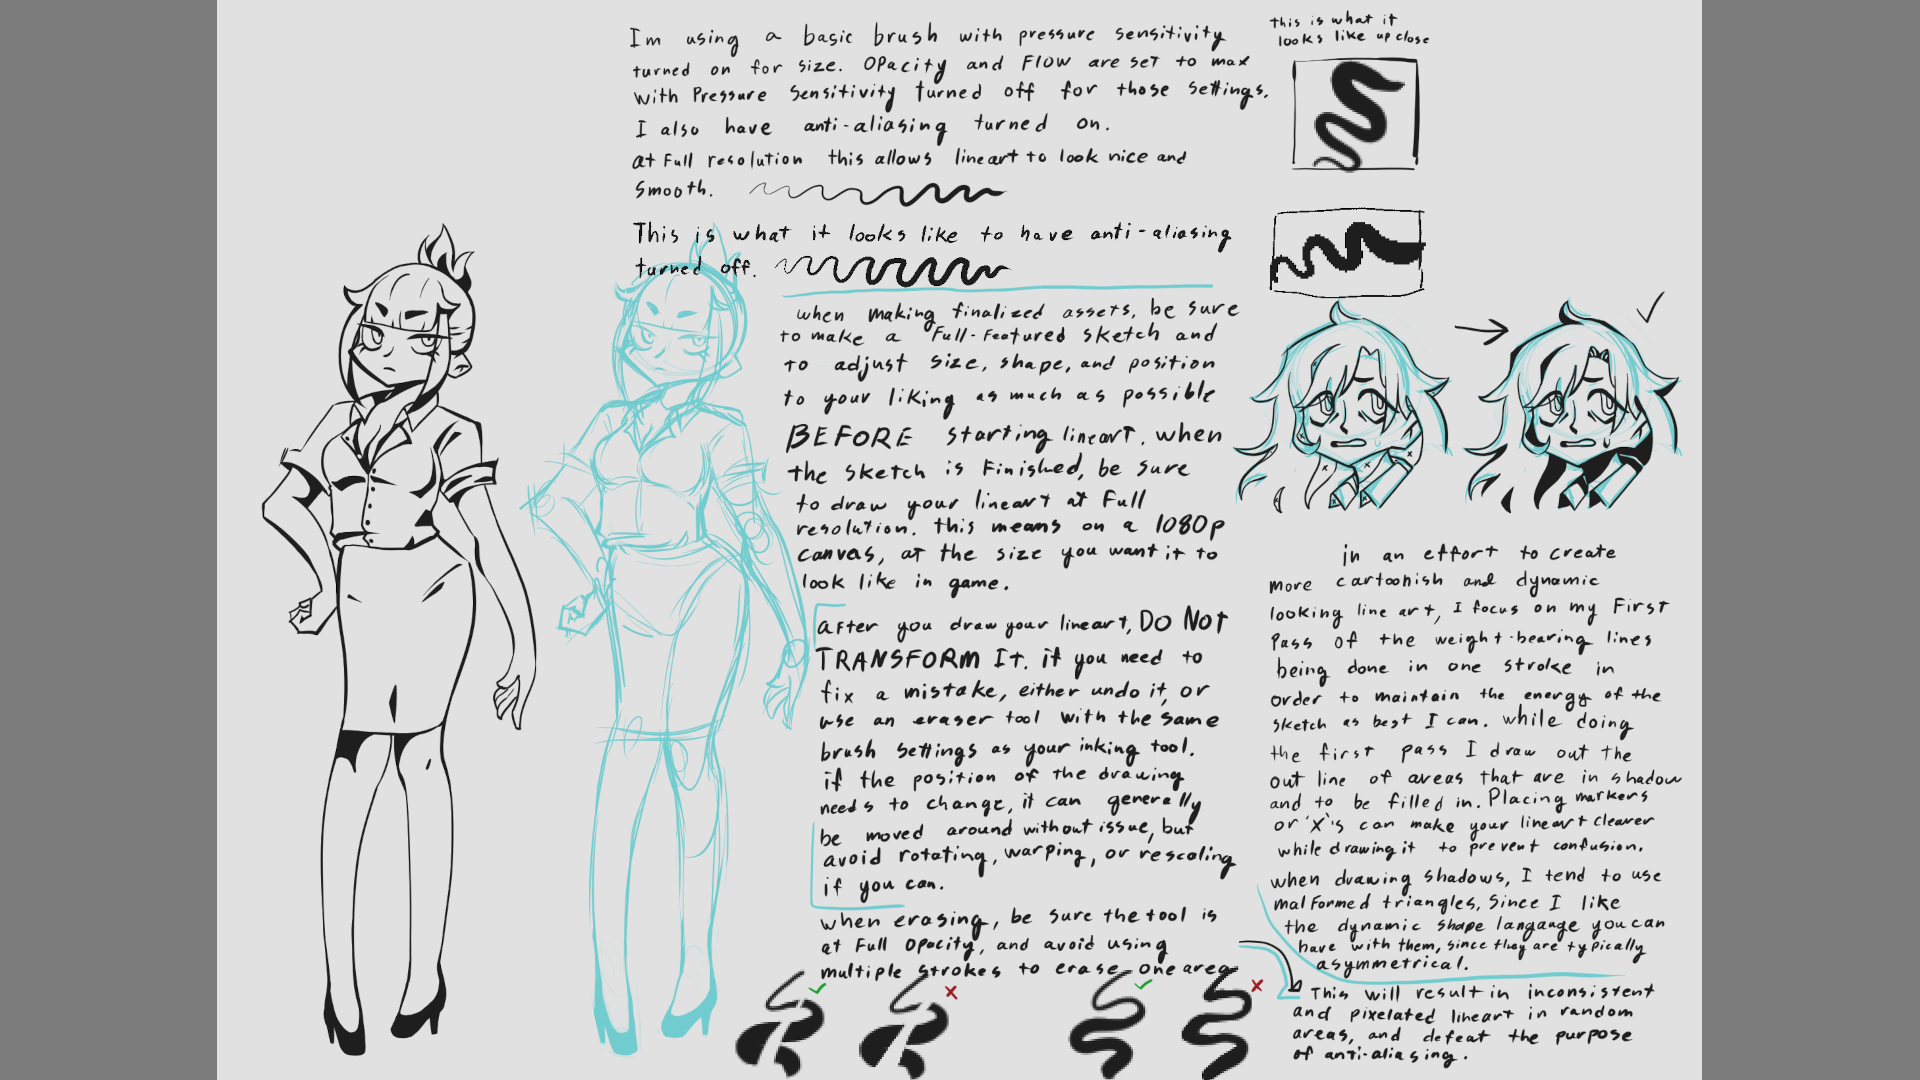 Im using a basic brush with pressure sensitivity
turned on for size. Opacity and Flow are set to max
with Pressure Sensitivity turned off for those settings.
I also have anti-aliasing turned on.
at Full resolution this allows lineart to look nice and
smooth.
This is what it looks like to have anti-aliasing
turned off.
this is what it
looks like up close
when making finalized assets, be sure
to make a Full-Featured sketch and
to adjust size, shape, and position
to your liking as much as possible
BEFORE starting lineart. when
the sketch is Finished, be sure
to draw your lineart at Full
resolution. this means on a 1080p
canvas, at the size you want it to
look like in game.
after you draw your lineart, DO NOT
TRANSFORM It. if you need to
fix a mistake, either undo it, or
use an eraser tool with the same
brush settings as your inking tool.
if the position of the drawing
needs to change, it can generally
be moved around without issue, but
avoid rotating, warping, or rescaling
if you can.
when erasing, be sure the tool is
at Full Opacity, and avoid using
multiple strokes to erase one area
This will result in inconsistent
and pixelated lineart in random
areas, and defeat the purpose
of anti-aliasing.
in an effort to create
more cartoonish and dynamic
looking line art, I focus on my First
Pass of the weight-bearing lines
being done in one stroke in
order to maintain the energy of the
sketch as best I can. while doing
the first pass I draw out the
out line of areas that are in shadow
and to be filled in. Placing markers
or 'X's can make your lineart clearer
while drawing it to prevent confusion.
when drawing shadows, I tend to use
malformed triangles, since I like
the dynamic shape langauge you can
have with them, since they are typically
asymmetrical.